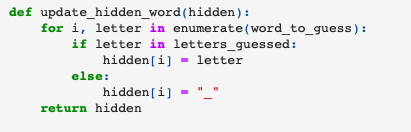 def update_hidden_word(hidden):
    for i, letter in enumerate(word_to_guess):
        if letter in letters_guessed:
            hidden[i] = letter
        else:
            hidden[i] = "_"
    return hidden